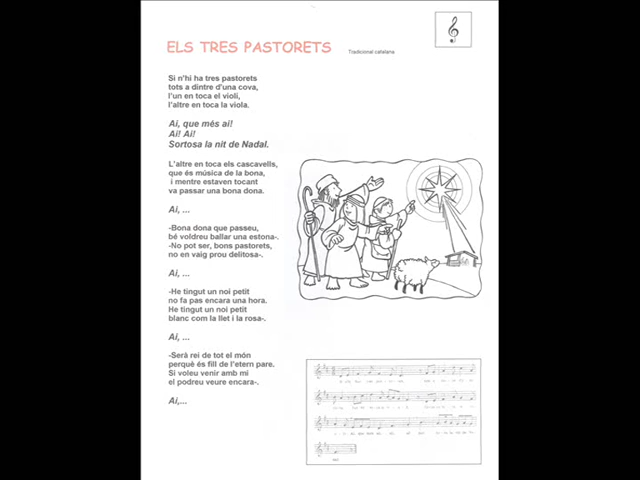 ELS TRES PASTORETS
Tradicional catalana
Si n'hi ha tres pastorets
tots a dintre d'una cova,
l'un en toca el violí,
l'altre en toca la viola.
Ai, que més ai!
Ai! Ai!
Sortosa la nit de Nadal.
L'altre en toca els cascavells,
que és música de la bona,
i mentre estaven tocant
va passar una bona dona.
Ai, ...
-Bona dona que passeu,
bé voldreu ballar una estona-.
-No pot ser, bons pastorets,
no en vaig prou delitosa-.
Ai, ...
-He tingut un noi petit
no fa pas encara una hora.
He tingut un noi petit
blanc com la llet i la rosa-.
Ai, ...
-Serà rei de tot el món
perquè és fill de l'etern pare.
Si voleu venir amb mi
el podreu veure encara-.
Ai,...